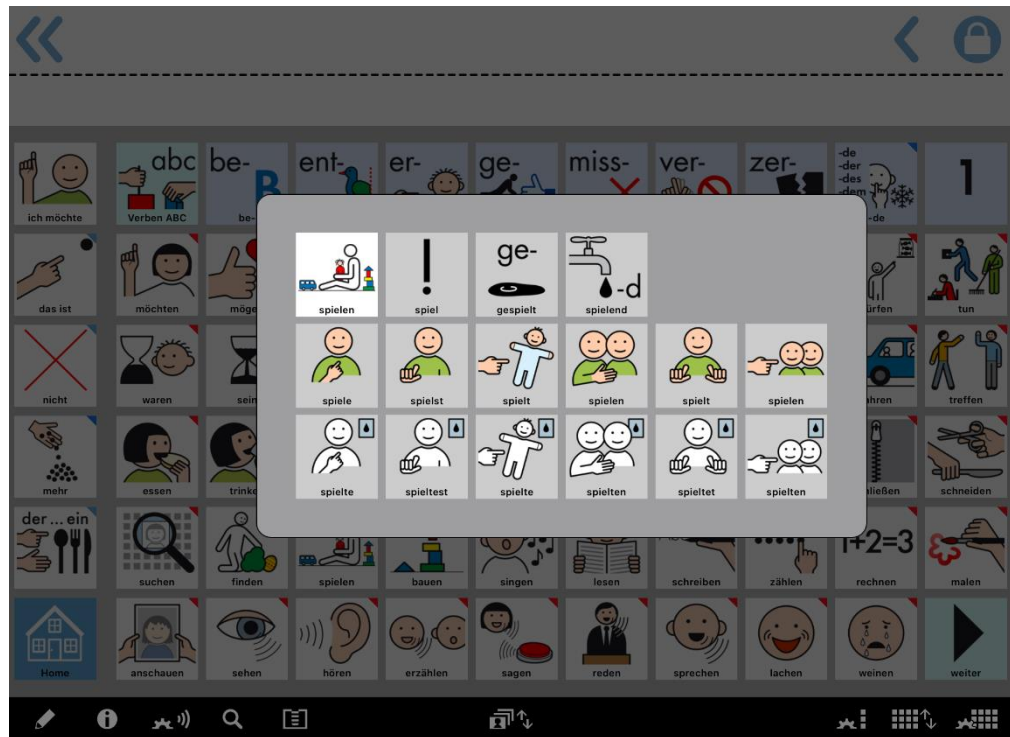 abc be- ent- er- ge- miss- ver- zer- -de -der -des -dem 1
ich möchte Verben ABC be- -de
ge- -d
das ist möchten möge spielen spiel gespielt spielend ürfen tun
nicht waren sein spiele spielst spielt spielen spielt spielen ahren treffen
mehr essen trinke spielte spieltest spielte spielten spieltet spielten ließen schneiden
der ... ein 1+2=3
suchen finden spielen bauen singen lesen schreiben zählen rechnen malen
Home anschauen sehen hören erzählen sagen reden sprechen lachen weinen weiter